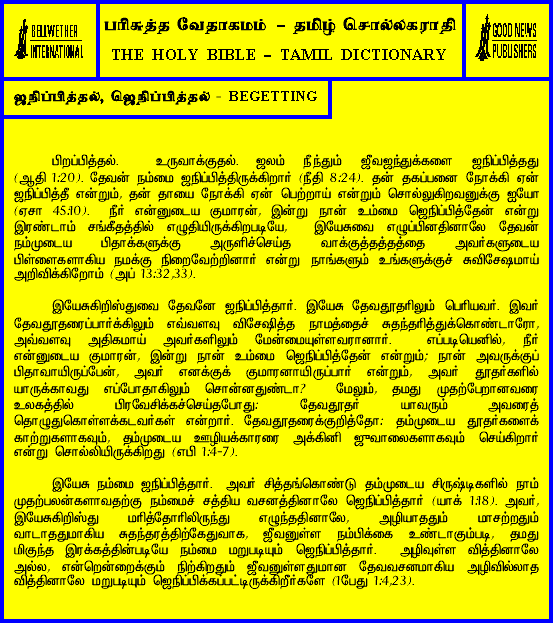 BELLWETHER
INTERNATIONAL
பரிசுத்த வேதாகமம் – தமிழ் சொல்லகராதி
THE HOLY BIBLE – TAMIL DICTIONARY
GOOD NEWS
PUBLISHERS
ஜநிப்பித்தல், ஜெநிப்பித்தல் - BEGETTING
பிறப்பித்தல். உருவாக்குதல். ஜலம் நீந்தும் ஜீவஜந்துக்களை ஜநிப்பித்தது
(ஆதி 1:20). தேவன் நம்மை ஜநிப்பித்திருக்கிறார் (நீதி 8:24). தன் தகப்பனை நோக்கி ஏன்
ஜநிப்பித்தீ என்றும், தன் தாயை நோக்கி ஏன் பெற்றாய் என்றும் சொல்லுகிறவனுக்கு ஐயோ
(ஏசா 45:10). நீர் என்னுடைய குமாரன், இன்று நான் உம்மை ஜெநிப்பித்தேன் என்று
இரண்டாம் சங்கீதத்தில் எழுதியிருக்கிறபடியே, இயேசுவை எழுப்பினதினாலே தேவன்
நம்முடைய பிதாக்களுக்கு அருளிச்செய்த வாக்குத்தத்தத்தை அவர்களுடைய
பிள்ளைகளாகிய நமக்கு நிறைவேற்றினார் என்று நாங்களும் உங்களுக்குச் சுவிசேஷமாய்
அறிவிக்கிறோம் (அப் 13:32,33).
இயேசுகிறிஸ்துவை தேவனே ஜநிப்பித்தார். இயேசு தேவதூதரிலும் பெரியவர். இவர்
தேவதூதரைப்பார்க்கிலும் எவ்வளவு விசேஷித்த நாமத்தைச் சுதந்தரித்துக்கொண்டாரோ,
அவ்வளவு அதிகமாய் அவர்களிலும் மேன்மையுள்ளவரானார். எப்படியெனில், நீர்
என்னுடைய குமாரன், இன்று நான் உம்மை ஜெநிப்பித்தேன் என்றும்; நான் அவருக்குப்
பிதாவாயிருப்பேன், அவர் எனக்குக் குமாரனாயிருப்பார் என்றும், அவர் தூதர்களில்
யாருக்காவது எப்போதாகிலும் சொன்னதுண்டா? மேலும், தமது முதற்பேறானவரை
உலகத்தில் பிரவேசிக்கச்செய்தபோது: தேவதூதர் யாவரும் அவரைத்
தொழுதுகொள்ளக்கடவர்கள் என்றார். தேவதூதரைக்குறித்தோ: தம்முடைய தூதர்களைக்
காற்றுகளாகவும், தம்முடைய ஊழியக்காரரை அக்கினி ஜுவாலைகளாகவும் செய்கிறார்
என்று சொல்லியிருக்கிறது (எபி 1:4-7).
இயேசு நம்மை ஜநிப்பித்தார். அவர் சித்தங்கொண்டு தம்முடைய சிருஷ்டிகளில் நாம்
முதற்பலன்களாவதற்கு நம்மைச் சத்திய வசனத்தினாலே ஜெநிப்பித்தார் (யாக் 1:18). அவர்,
இயேசுகிறிஸ்து மரித்தோரிலிருந்து எழுந்ததினாலே, அழியாததும் மாசற்றதும்
வாடாததுமாகிய சுதந்தரத்திற்கேதுவாக, ஜீவனுள்ள நம்பிக்கை உண்டாகும்படி, தமது
மிகுந்த இரக்கத்தின்படியே நம்மை மறுபடியும் ஜெநிப்பித்தார். அழிவுள்ள வித்தினாலே
அல்ல, என்றென்றைக்கும் நிற்கிறதும் ஜீவனுள்ளதுமான தேவவசனமாகிய அழிவில்லாத
வித்தினாலே மறுபடியும் ஜெநிப்பிக்கப்பட்டிருக்கிறீர்களே (1பேது 1:4,23).